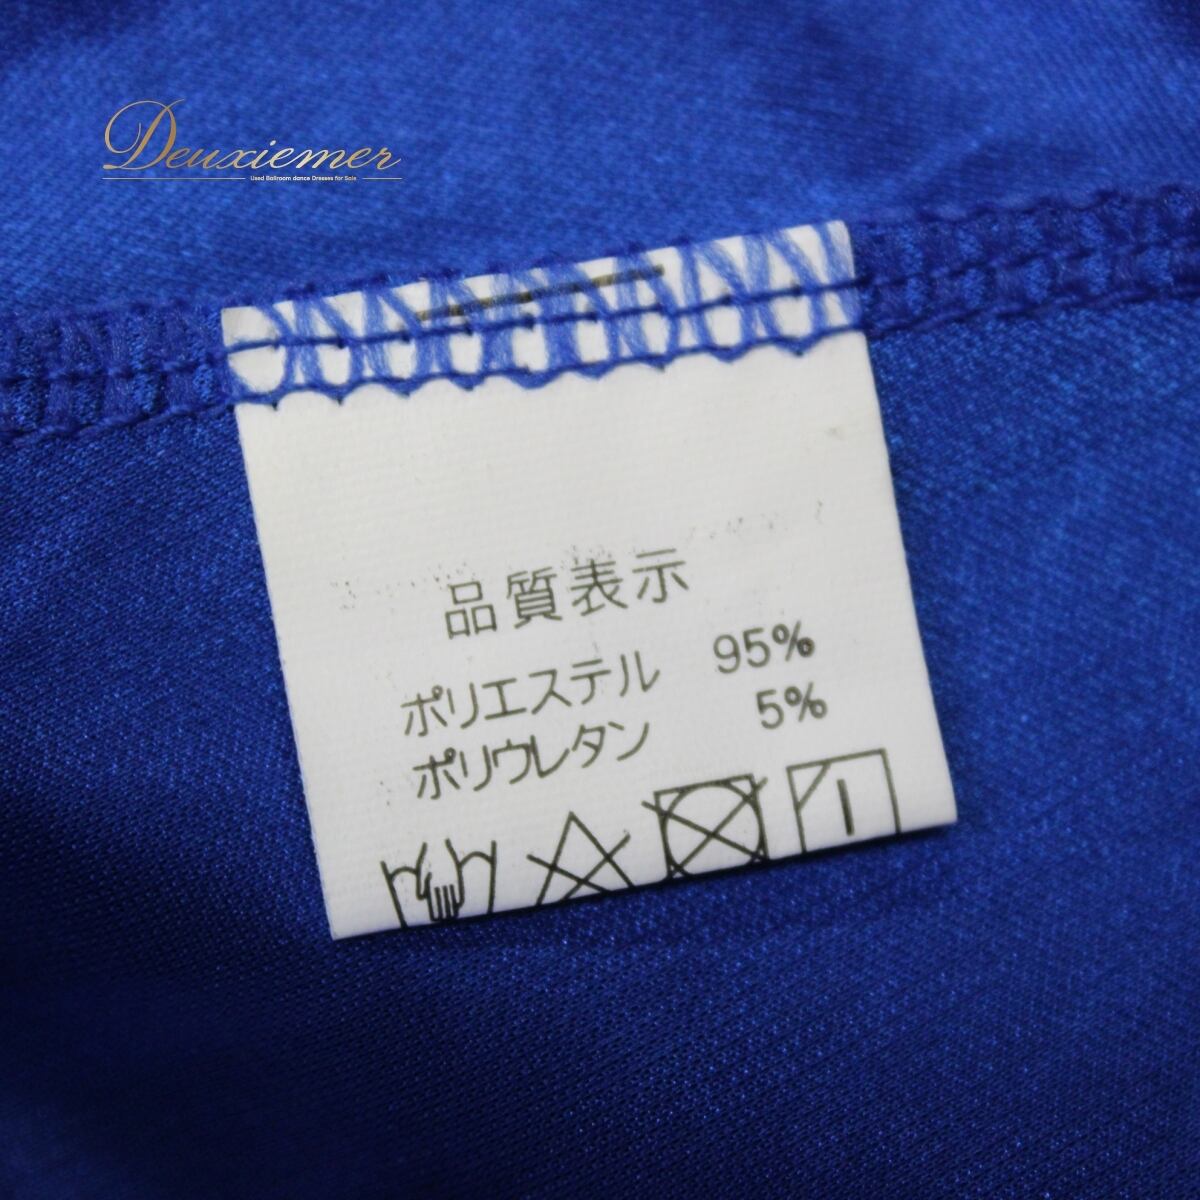 Deuxiemer
Used Ballroom dance Dresses for Sale
品質表示
ポリエステル 95%
ポリウレタン 5%